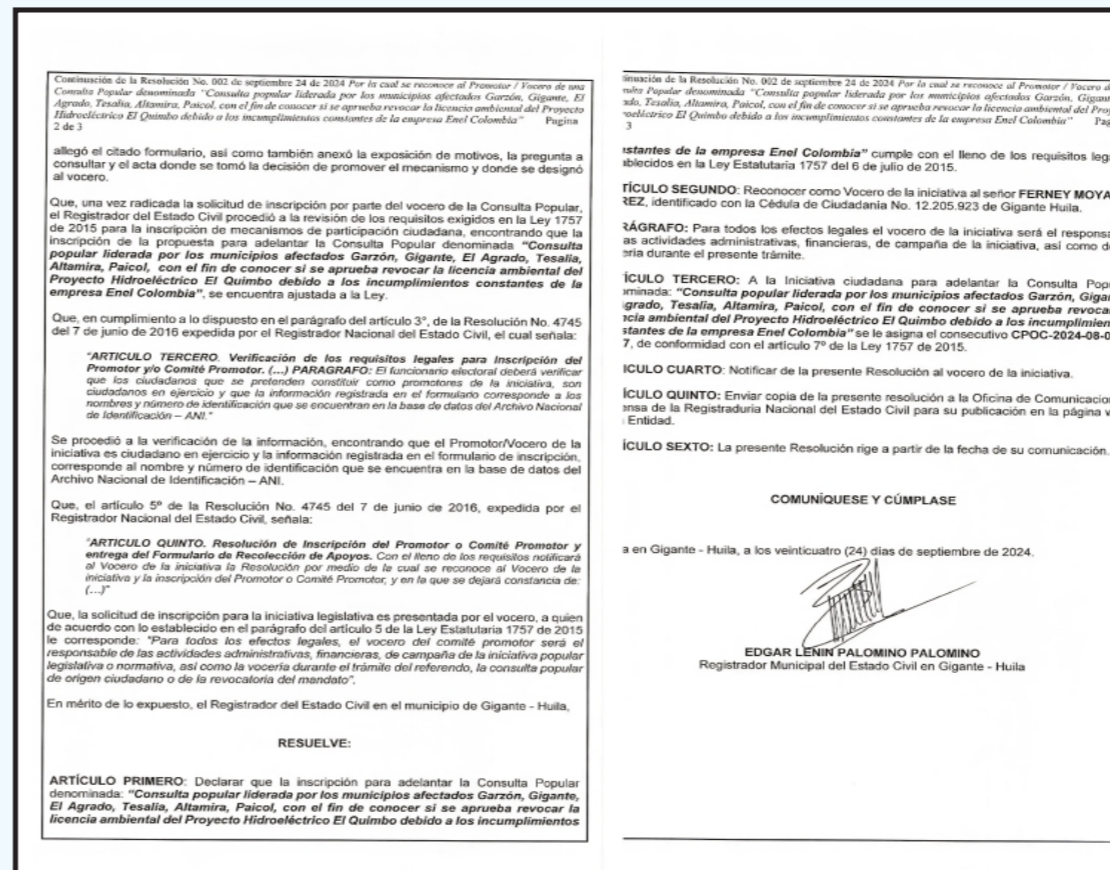 Continuación de la Resolución No. 002 de septiembre 24 de 2024 Por la cual se reconoce al Promotor / Vocero de una
Consulta Popular denominada "Consulta popular liderada por los municipios afectados Garzón, Gigante, El
Agrado, Tesalia, Altamira, Paicol, con el fin de conocer si se aprueba revocar la licencia ambiental del Proyecto
Hidroeléctrico El Quimbo debido a los incumplimientos constantes de la empresa Enel Colombia" Pagina
2 de 3
allegó el citado formulario, así como también anexó la exposición de motivos, la pregunta a
consultar y el acta donde se tomó la decisión de promover el mecanismo y donde se designó
al vocero.
Que, una vez radicada la solicitud de inscripción por parte del vocero de la Consulta Popular,
el Registrador del Estado Civil procedió a la revisión de los requisitos exigidos en la Ley 1757
de 2015 para la inscripción de mecanismos de participación ciudadana, encontrando que la
inscripción de la propuesta para adelantar la Consulta Popular denominada "Consulta
popular liderada por los municipios afectados Garzón, Gigante, El Agrado, Tesalia,
Altamira, Paicol, con el fin de conocer si se aprueba revocar la licencia ambiental del
Proyecto Hidroeléctrico El Quimbo debido a los incumplimientos constantes de la
empresa Enel Colombia", se encuentra ajustada a la Ley.
Que, en cumplimiento a lo dispuesto en el parágrafo del artículo 3°, de la Resolución No. 4745
del 7 de junio de 2016 expedida por el Registrador Nacional del Estado Civil, el cual señala:
"ARTICULO TERCERO. Verificación de los requisitos legales para Inscripción del
Promotor y/o Comité Promotor. (...) PARAGRAFO: El funcionario electoral deberá verificar
que los ciudadanos que se pretenden constituir como promotores de la iniciativa, son
ciudadanos en ejercicio y que la información registrada en el formulario corresponde a los
nombres y número de identificación que se encuentran en la base de datos del Archivo Nacional
de Identificación – ANI."
Se procedió a la verificación de la información, encontrando que el Promotor/Vocero de la
iniciativa es ciudadano en ejercicio y la información registrada en el formulario de inscripción,
corresponde al nombre y número de identificación que se encuentra en la base de datos del
Archivo Nacional de Identificación – ANI.
Que, el artículo 5º de la Resolución No. 4745 del 7 de junio de 2016, expedida por el
Registrador Nacional del Estado Civil, señala:
"ARTICULO QUINTO. Resolución de Inscripción del Promotor o Comité Promotor y
entrega del Formulario de Recolección de Apoyos. Con el lleno de los requisitos notificará
al Vocero de la iniciativa la Resolución por medio de la cual se reconoce al Vocero de la
iniciativa y la inscripción del Promotor o Comité Promotor, y en la que se dejará constancia de:
(...)"
Que, la solicitud de inscripción para la iniciativa legislativa es presentada por el vocero, a quien
de acuerdo con lo establecido en el parágrafo del artículo 5 de la Ley Estatutaria 1757 de 2015
le corresponde: "Para todos los efectos legales, el vocero del comité promotor será el
responsable de las actividades administrativas, financieras, de campaña de la iniciativa popular
legislativa o normativa, así como la vocería durante el trámite del referendo, la consulta popular
de origen ciudadano o de la revocatoria del mandato".
En mérito de lo expuesto, el Registrador del Estado Civil en el municipio de Gigante - Huila,
RESUELVE:
ARTÍCULO PRIMERO: Declarar que la inscripción para adelantar la Consulta Popular
denominada: "Consulta popular liderada por los municipios afectados Garzón, Gigante,
El Agrado, Tesalia, Altamira, Paicol, con el fin de conocer si se aprueba revocar la
licencia ambiental del Proyecto Hidroeléctrico El Quimbo debido a los incumplimientos
de la Resolución No. 002 de septiembre 24 de 2024 Por la cual se reconoce al Promotor / Vocero de
Popular denominada "Consulta popular liderada por los municipios afectados Garzón,
Tesalia, Altamira, Paicol, con el fin de conocer si se aprueba revocar la licencia ambiental del
El Quimbo debido a los incumplimientos constantes de la empresa Enel Colombia"
3
stantes de la empresa Enel Colombia" cumple con el lleno de los requisitos lega
blecidos en la Ley Estatutaria 1757 del 6 de julio de 2015.
TÍCULO SEGUNDO: Reconocer como Vocero de la iniciativa al señor FERNEY MOYA
REZ, identificado con la Cédula de Ciudadania No. 12.205.923 de Gigante Huila.
RÁGRAFO: Para todos los efectos legales el vocero de la iniciativa será el responsa
as actividades administrativas, financieras, de campaña de la iniciativa, así como d
ería durante el presente trámite.
ÍCULO TERCERO: A la Iniciativa ciudadana para adelantar la Consulta Pop
minada: "Consulta popular liderada por los municipios afectados Garzón, Gigan
grado, Tesalia, Altamira, Paicol, con el fin de conocer si se aprueba revocar
ncia ambiental del Proyecto Hidroeléctrico El Quimbo debido a los incumplimien
stantes de la empresa Enel Colombia" se le asigna el consecutivo CPOC-2024-08-0
7, de conformidad con el artículo 7º de la Ley 1757 de 2015.
ICULO CUARTO: Notificar de la presente Resolución al vocero de la iniciativa.
ÍCULO QUINTO: Enviar copia de la presente resolución a la Oficina de Comunicacion
ensa de la Registraduria Nacional del Estado Civil para su publicación en la página w
Entidad.
ÍCULO SEXTO: La presente Resolución rige a partir de la fecha de su comunicación.
COMUNÍQUESE Y CÚMPLASE
a en Gigante - Huila, a los veinticuatro (24) días de septiembre de 2024.
EDGAR LENIN PALOMINO PALOMINO
Registrador Municipal del Estado Civil en Gigante - Huila